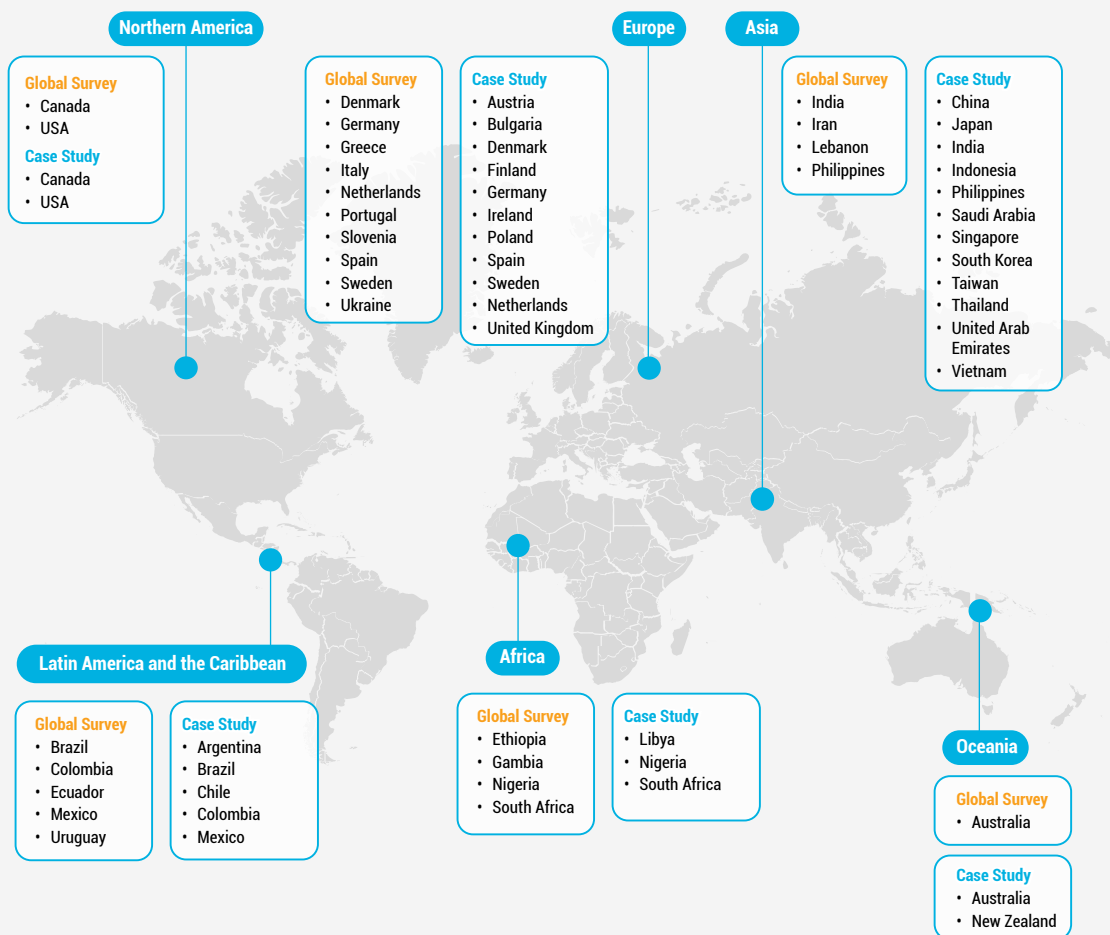 Northern America
Global Survey
• Canada
• USA
Case Study
• Canada
• USA
Europe
Global Survey
• Denmark
• Germany
• Greece
• Italy
• Netherlands
• Portugal
• Slovenia
• Spain
• Sweden
• Ukraine
Case Study
• Austria
• Bulgaria
• Denmark
• Finland
• Germany
• Ireland
• Poland
• Spain
• Sweden
• Netherlands
• United Kingdom
Asia
Global Survey
• India
• Iran
• Lebanon
• Philippines
Case Study
• China
• Japan
• India
• Indonesia
• Philippines
• Saudi Arabia
• Singapore
• South Korea
• Taiwan
• Thailand
• United Arab
Emirates
• Vietnam
Latin America and the Caribbean
Global Survey
• Brazil
• Colombia
• Ecuador
• Mexico
• Uruguay
Case Study
• Argentina
• Brazil
• Chile
• Colombia
• Mexico
Africa
Global Survey
• Ethiopia
• Gambia
• Nigeria
• South Africa
Case Study
• Libya
• Nigeria
• South Africa
Oceania
Global Survey
• Australia
Case Study
• Australia
• New Zealand